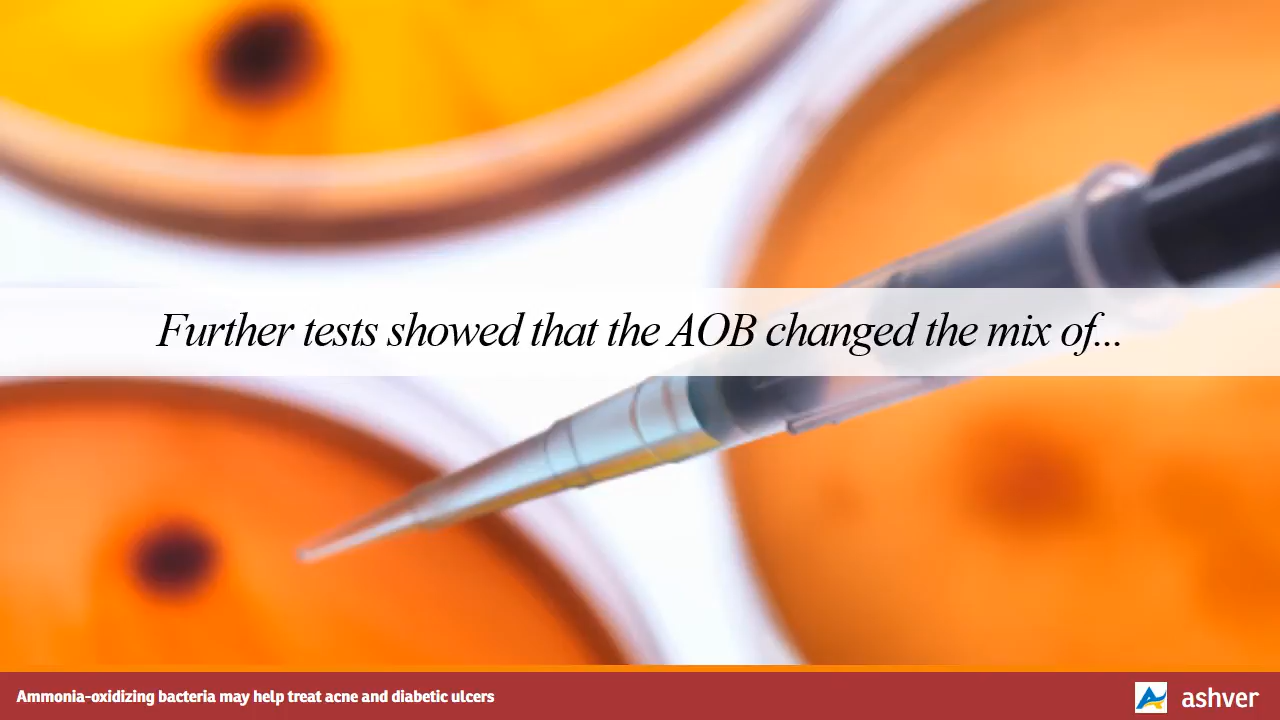 Further tests showed that the AOB changed the mix of...
Ammonia-oxidizing bacteria may help treat acne and diabetic ulcers
ashver